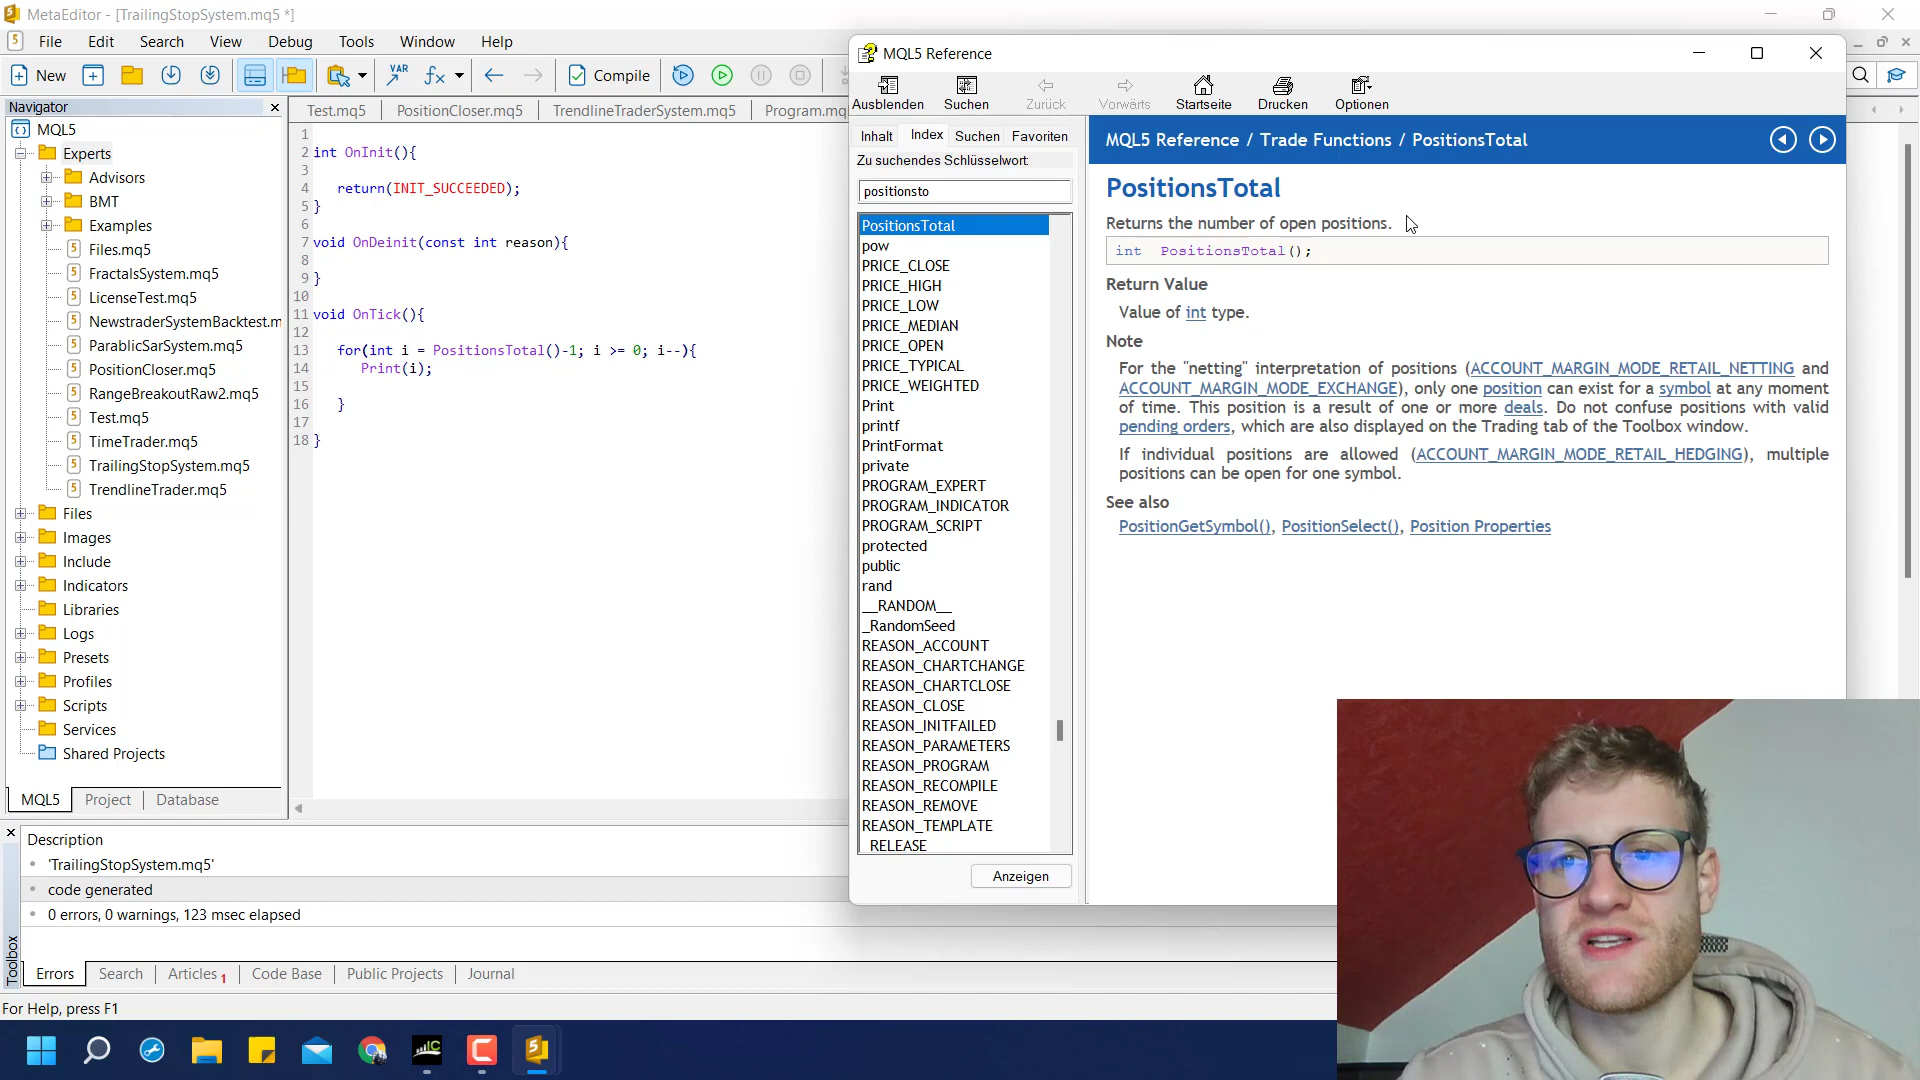 MetaEditor - [TrailingStopSystem.mq5 *]
File Edit Search View Debug Tools Window Help
New Compile
VAR
Navigator
MQL5
Experts
Advisors
BMT
Examples
Files.mq5
FractalsSystem.mq5
LicenseTest.mq5
NewstraderSystemBacktest.m
ParablicSarSystem.mq5
PositionCloser.mq5
RangeBreakoutRaw2.mq5
Test.mq5
TimeTrader.mq5
TrailingStopSystem.mq5
TrendlineTrader.mq5
Files
Images
Include
Indicators
Libraries
Logs
Presets
Profiles
Scripts
Services
Shared Projects
MQL5 Project Database
Test.mq5 PositionCloser.mq5 TrendlineTraderSystem.mq5 Program.mq
1
2 int OnInit(){
3
4 return(INIT_SUCCEEDED);
5 }
6
7 void OnDeinit(const int reason){
8
9 }
10
11 void OnTick(){
12
13 for(int i = PositionsTotal()-1; i >= 0; i--){
14 Print(i);
15
16 }
17
18 }
MQL5 Reference
Ausblenden Suchen Zurück Vorwärts Startseite Drucken Optionen
Inhalt Index Suchen Favoriten
Zu suchendes Schlüsselwort
positionsto
PositionsTotal
pow
PRICE_CLOSE
PRICE_HIGH
PRICE_LOW
PRICE_MEDIAN
PRICE_OPEN
PRICE_TYPICAL
PRICE_WEIGHTED
Print
printf
PrintFormat
private
PROGRAM_EXPERT
PROGRAM_INDICATOR
PROGRAM_SCRIPT
protected
public
rand
__RANDOM__
_RandomSeed
REASON_ACCOUNT
REASON_CHARTCHANGE
REASON_CHARTCLOSE
REASON_CLOSE
REASON_INITFAILED
REASON_PARAMETERS
REASON_PROGRAM
REASON_RECOMPILE
REASON_REMOVE
REASON_TEMPLATE
RELEASE
Anzeigen
MQL5 Reference / Trade Functions / PositionsTotal
PositionsTotal
Returns the number of open positions.
int PositionsTotal();
Return Value
Value of int type.
Note
For the "netting" interpretation of positions (ACCOUNT_MARGIN_MODE_RETAIL_NETTING and
ACCOUNT_MARGIN_MODE_EXCHANGE), only one position can exist for a symbol at any moment
of time. This position is a result of one or more deals. Do not confuse positions with valid
pending orders, which are also displayed on the Trading tab of the Toolbox window.
If individual positions are allowed (ACCOUNT_MARGIN_MODE_RETAIL_HEDGING), multiple
positions can be open for one symbol.
See also
PositionGetSymbol(), PositionSelect(), Position Properties
Description
'TrailingStopSystem.mq5'
code generated
0 errors, 0 warnings, 123 msec elapsed
Toolbox
Errors Search Articles 1 Code Base Public Projects Journal
For Help, press F1